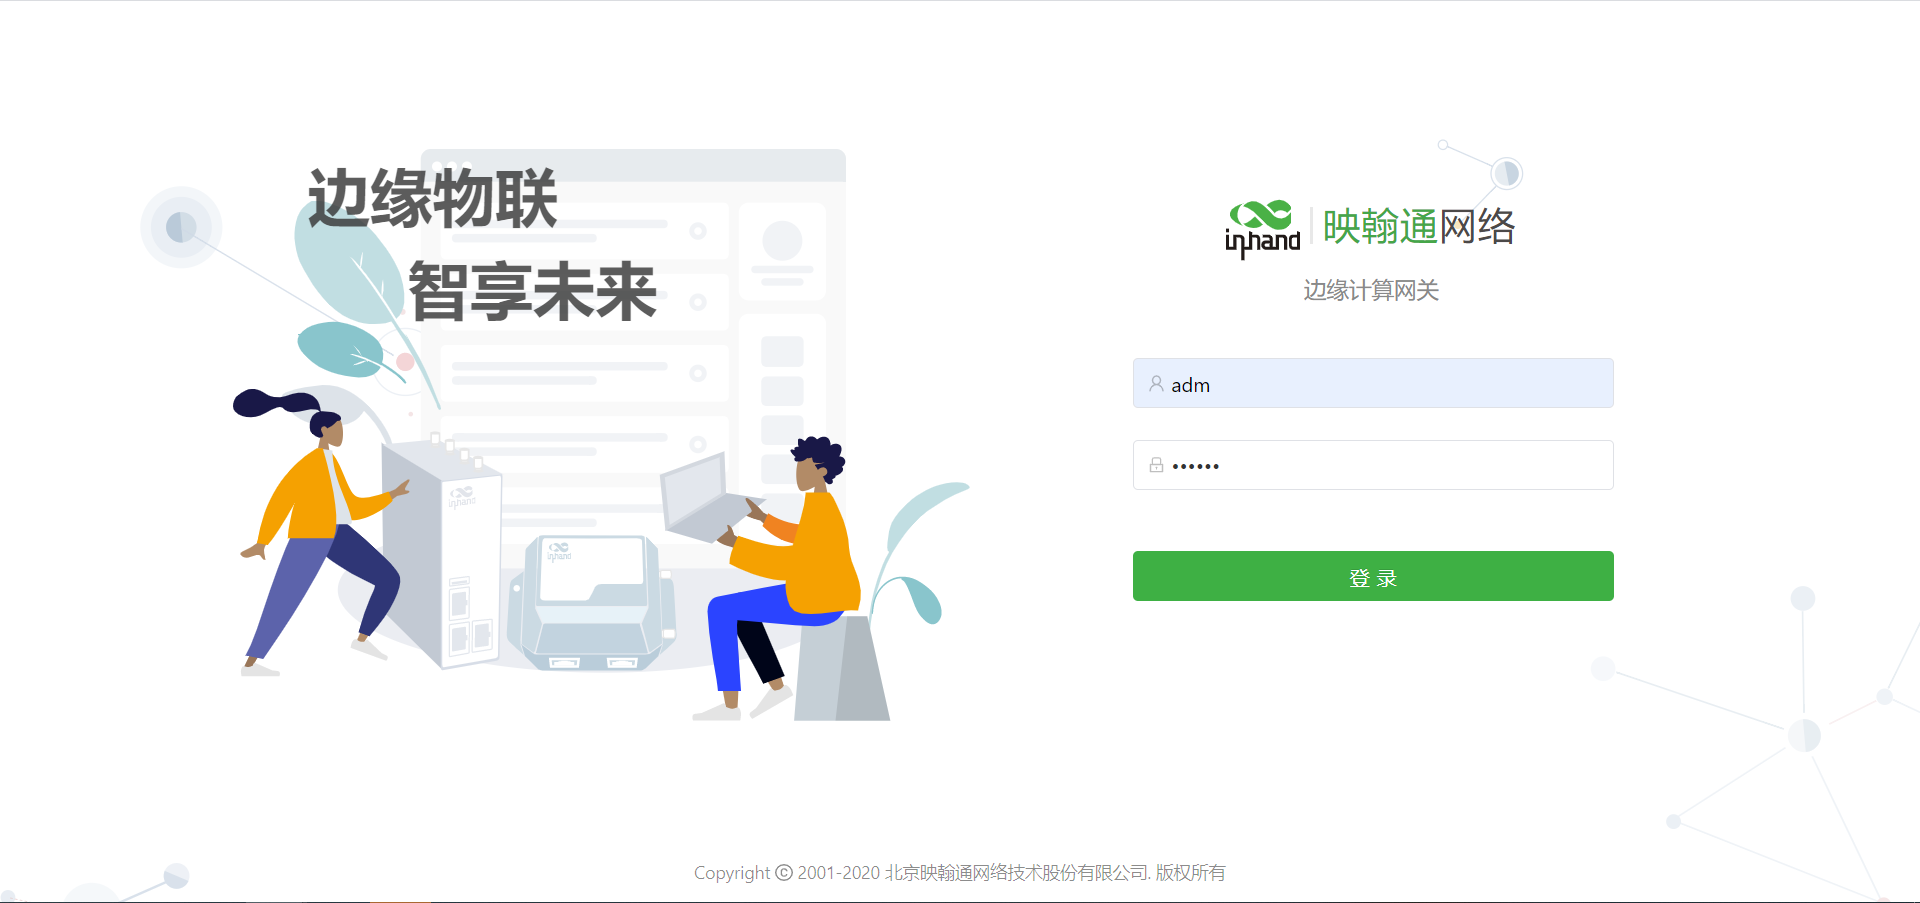 边缘物联
智享未来
inhand
映翰通网络
边缘计算网关
adm
••••••
登 录
inhand
inhand
Copyright © 2001-2020 北京映翰通网络技术股份有限公司. 版权所有